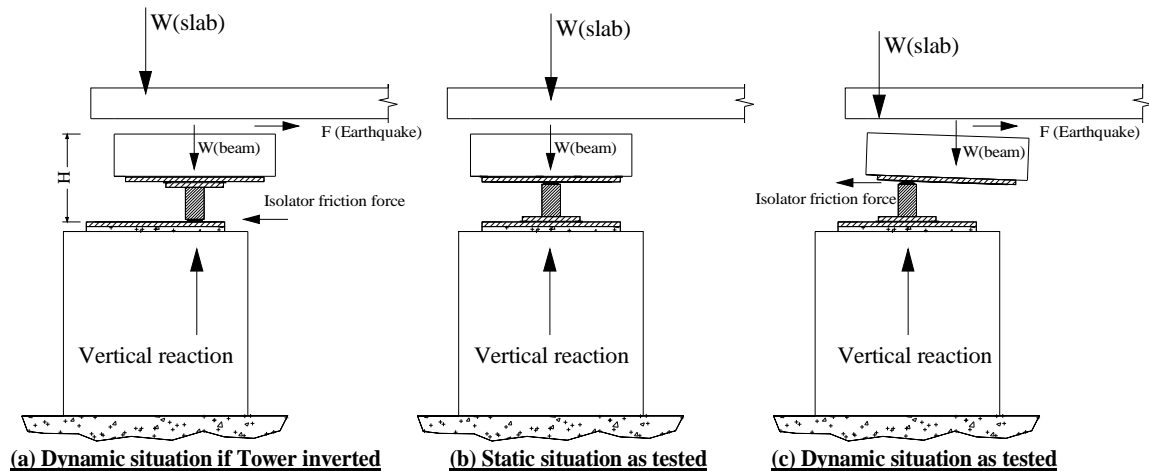 W(slab)
F (Earthquake)
W(beam)
H
Isolator friction force
Vertical reaction
(a) Dynamic situation if Tower inverted
W(slab)
W(beam)
Vertical reaction
(b) Static situation as tested
W(slab)
F (Earthquake)
W(beam)
Isolator friction force
Vertical reaction
(c) Dynamic situation as tested